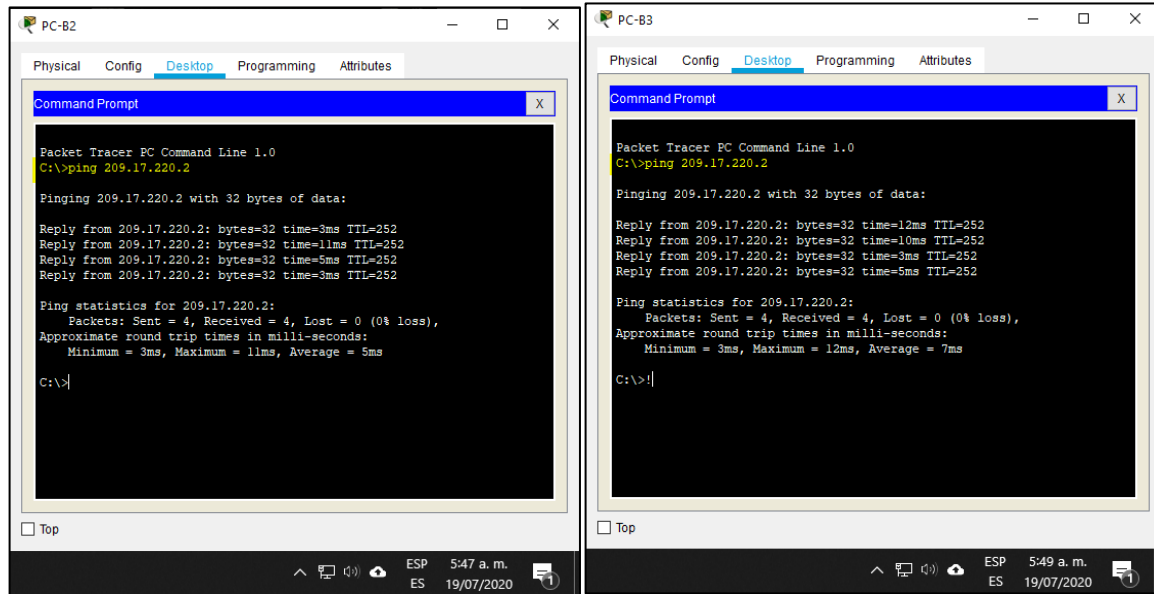 PC-B2
Physical Config Desktop Programming Attributes
Command Prompt X
Packet Tracer PC Command Line 1.0
C:\>ping 209.17.220.2
Pinging 209.17.220.2 with 32 bytes of data:
Reply from 209.17.220.2: bytes=32 time=3ms TTL=252
Reply from 209.17.220.2: bytes=32 time=11ms TTL=252
Reply from 209.17.220.2: bytes=32 time=5ms TTL=252
Reply from 209.17.220.2: bytes=32 time=3ms TTL=252
Ping statistics for 209.17.220.2:
Packets: Sent = 4, Received = 4, Lost = 0 (0% loss),
Approximate round trip times in milli-seconds:
Minimum = 3ms, Maximum = 11ms, Average = 5ms
C:\>
Top
ESP 5:47 a. m.
ES 19/07/2020
1
PC-B3
Physical Config Desktop Programming Attributes
Command Prompt X
Packet Tracer PC Command Line 1.0
C:\>ping 209.17.220.2
Pinging 209.17.220.2 with 32 bytes of data:
Reply from 209.17.220.2: bytes=32 time=12ms TTL=252
Reply from 209.17.220.2: bytes=32 time=10ms TTL=252
Reply from 209.17.220.2: bytes=32 time=3ms TTL=252
Reply from 209.17.220.2: bytes=32 time=5ms TTL=252
Ping statistics for 209.17.220.2:
Packets: Sent = 4, Received = 4, Lost = 0 (0% loss),
Approximate round trip times in milli-seconds:
Minimum = 3ms, Maximum = 12ms, Average = 7ms
C:\>!
Top
ESP 5:49 a. m.
ES 19/07/2020
1